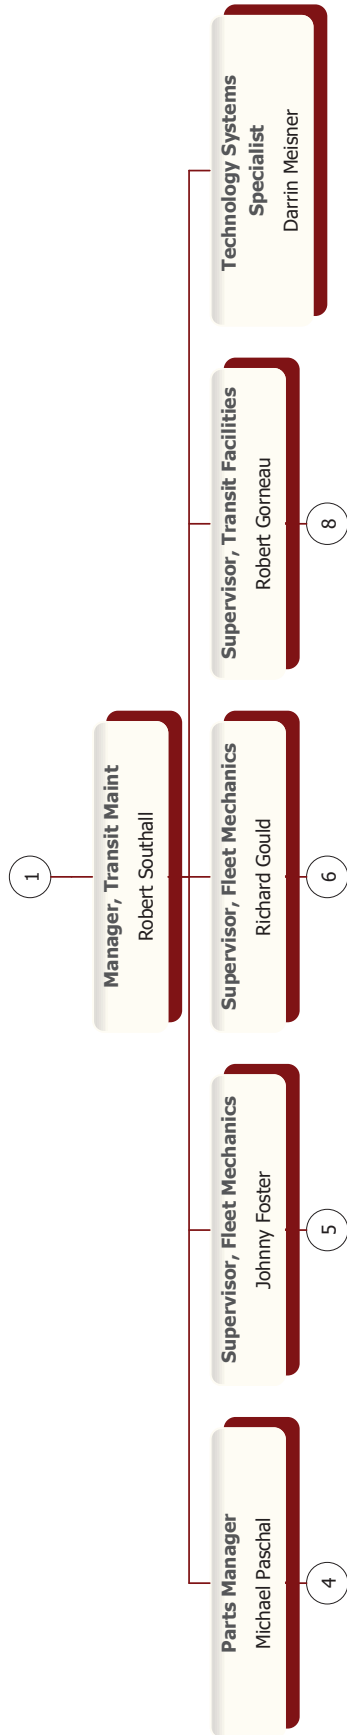 1
Manager, Transit Maint
Robert Southall
Parts Manager
Michael Paschal
4
Supervisor, Fleet Mechanics
Johnny Foster
5
Supervisor, Fleet Mechanics
Richard Gould
6
Supervisor, Transit Facilities
Robert Gorneau
8
Technology Systems
Specialist
Darrin Meisner